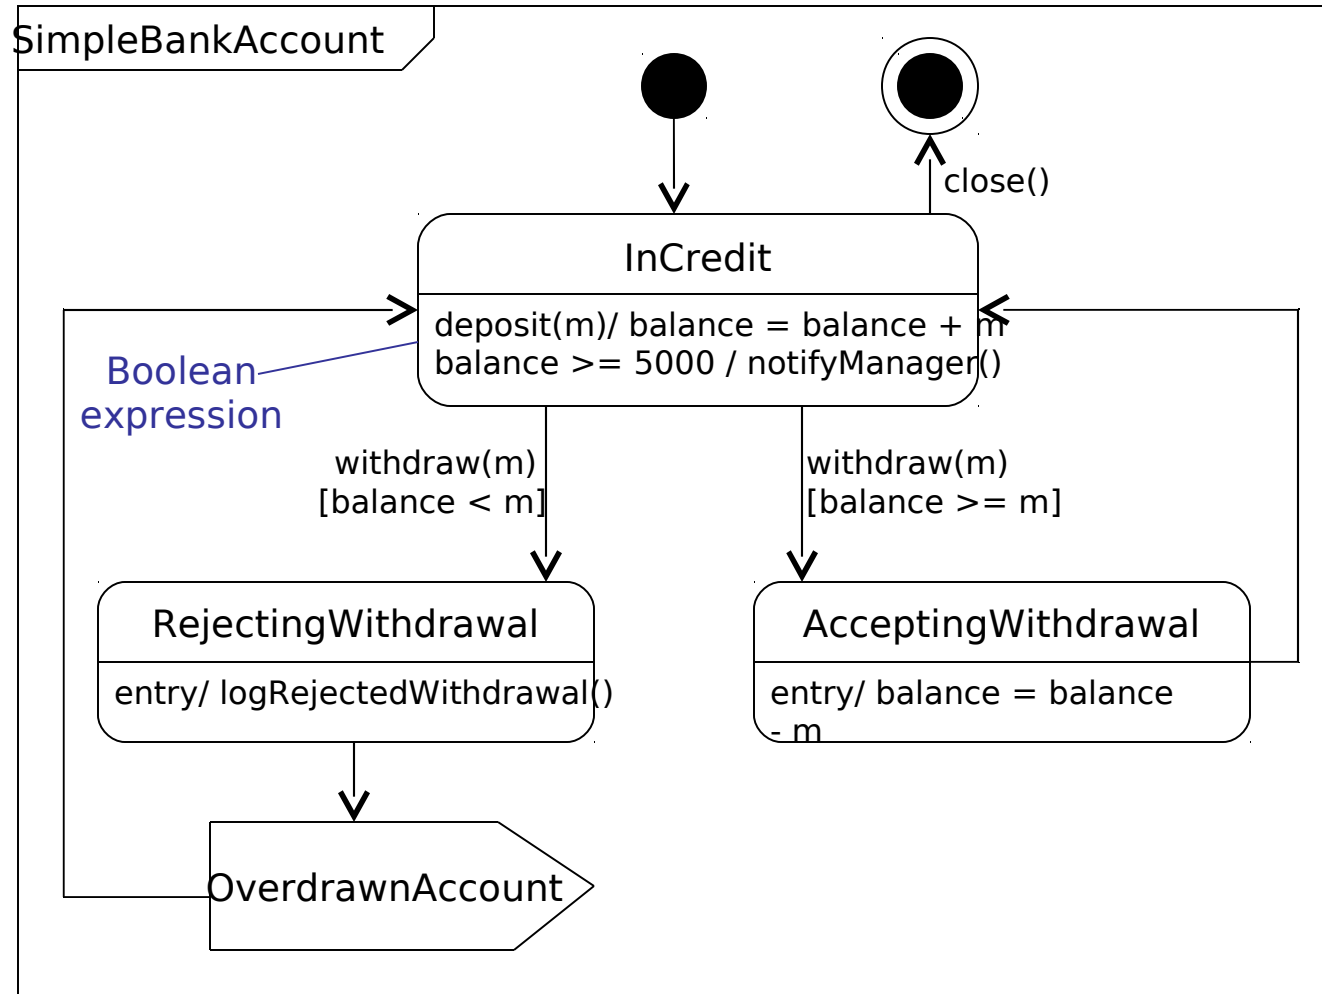 SimpleBankAccount
close()
InCredit
deposit(m)/ balance = balance + m
balance >= 5000 / notifyManager()
Boolean
expression
withdraw(m)
[balance < m]
withdraw(m)
[balance >= m]
RejectingWithdrawal
entry/ logRejectedWithdrawal()
AcceptingWithdrawal
entry/ balance = balance
- m
OverdrawnAccount